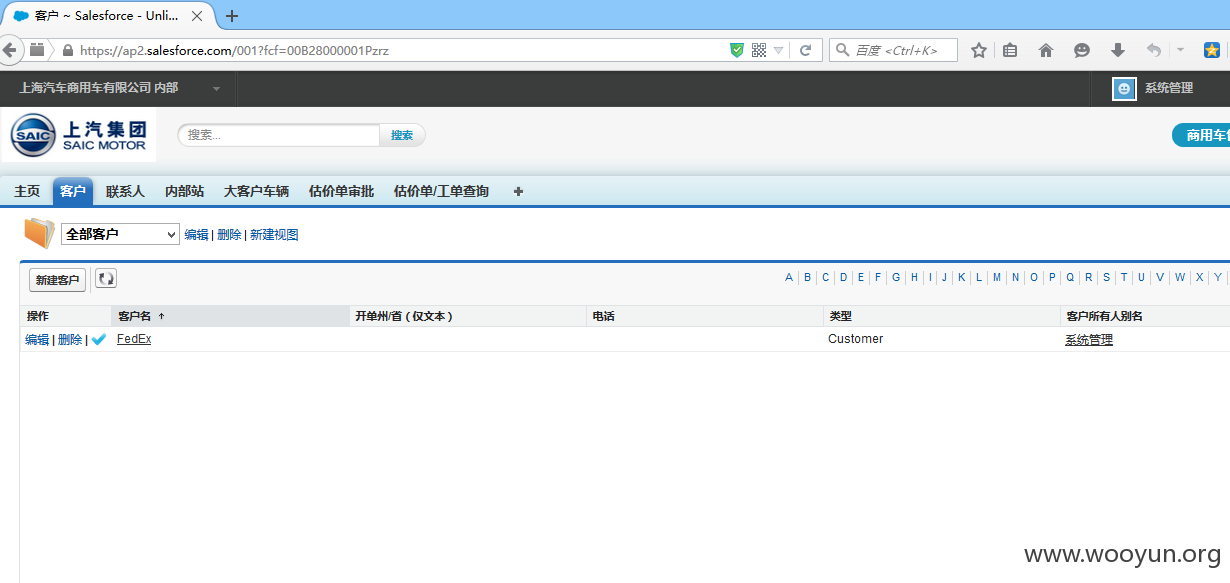 客户 ~ Salesforce - Unli...
https://ap2.salesforce.com/001?fcf=00B28000001Pzrz
百度 <Ctrl+K>
上海汽车商用车有限公司 内部
系统管理
SAIC 上汽集团
SAIC MOTOR
搜索...
搜索
商用车
主页 客户 联系人 内部站 大客户车辆 估价单审批 估价单/工单查询
全部客户 编辑 | 删除 | 新建视图
新建客户
A | B | C | D | E | F | G | H | I | J | K | L | M | N | O | P | Q | R | S | T | U | V | W | X | Y
操作 客户名 ↑ 开单州/首（仅文本） 电话 类型 客户所有人别名
编辑 | 删除 | FedEx Customer 系统管理
www.wooyun.org